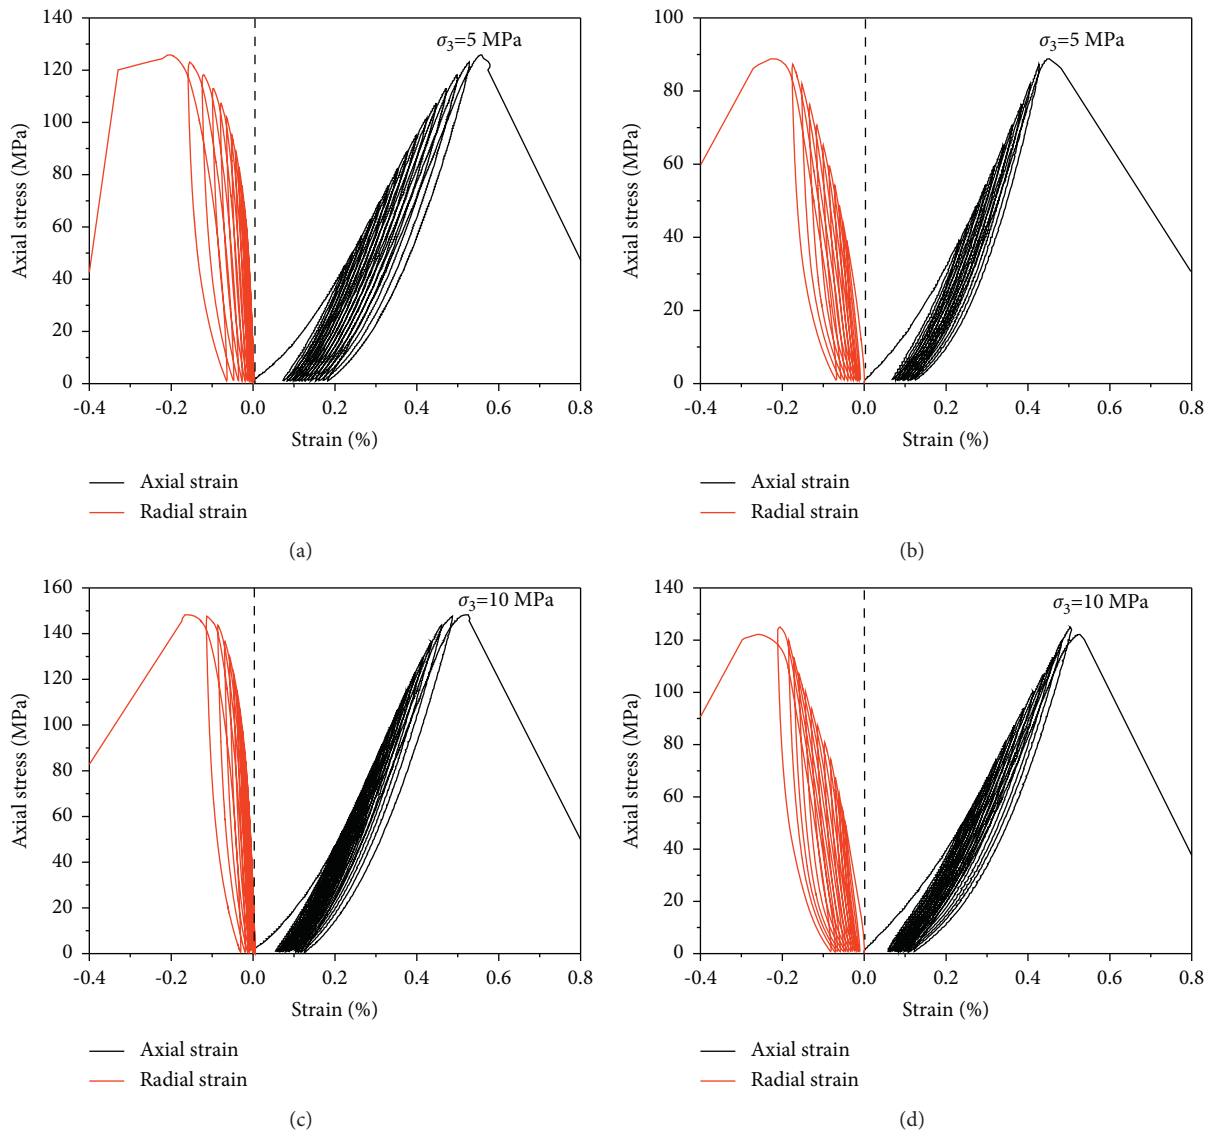 140
120
100
80
60
40
20
0
Axial stress (MPa)
σ3=5 MPa
-0.4 -0.2 0.0 0.2 0.4 0.6 0.8
Strain (%)
Axial strain
Radial strain
(a)
100
80
60
40
20
0
Axial stress (MPa)
σ3=5 MPa
-0.4 -0.2 0.0 0.2 0.4 0.6 0.8
Strain (%)
Axial strain
Radial strain
(b)
160
140
120
100
80
60
40
20
0
Axial stress (MPa)
σ3=10 MPa
-0.4 -0.2 0.0 0.2 0.4 0.6 0.8
Strain (%)
Axial strain
Radial strain
(c)
140
120
100
80
60
40
20
0
Axial stress (MPa)
σ3=10 MPa
-0.4 -0.2 0.0 0.2 0.4 0.6 0.8
Strain (%)
Axial strain
Radial strain
(d)